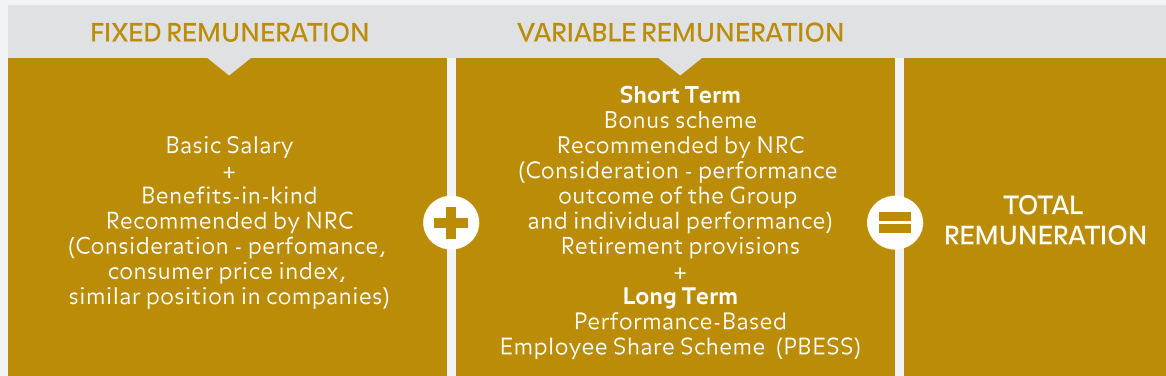 FIXED REMUNERATION
Basic Salary
+
Benefits-in-kind
Recommended by NRC
(Consideration - perfomance,
consumer price index,
similar position in companies)
+
VARIABLE REMUNERATION
Short Term
Bonus scheme
Recommended by NRC
(Consideration - performance
outcome of the Group
and individual performance)
Retirement provisions
+
Long Term
Performance-Based
Employee Share Scheme (PBESS)
=
TOTAL
REMUNERATION